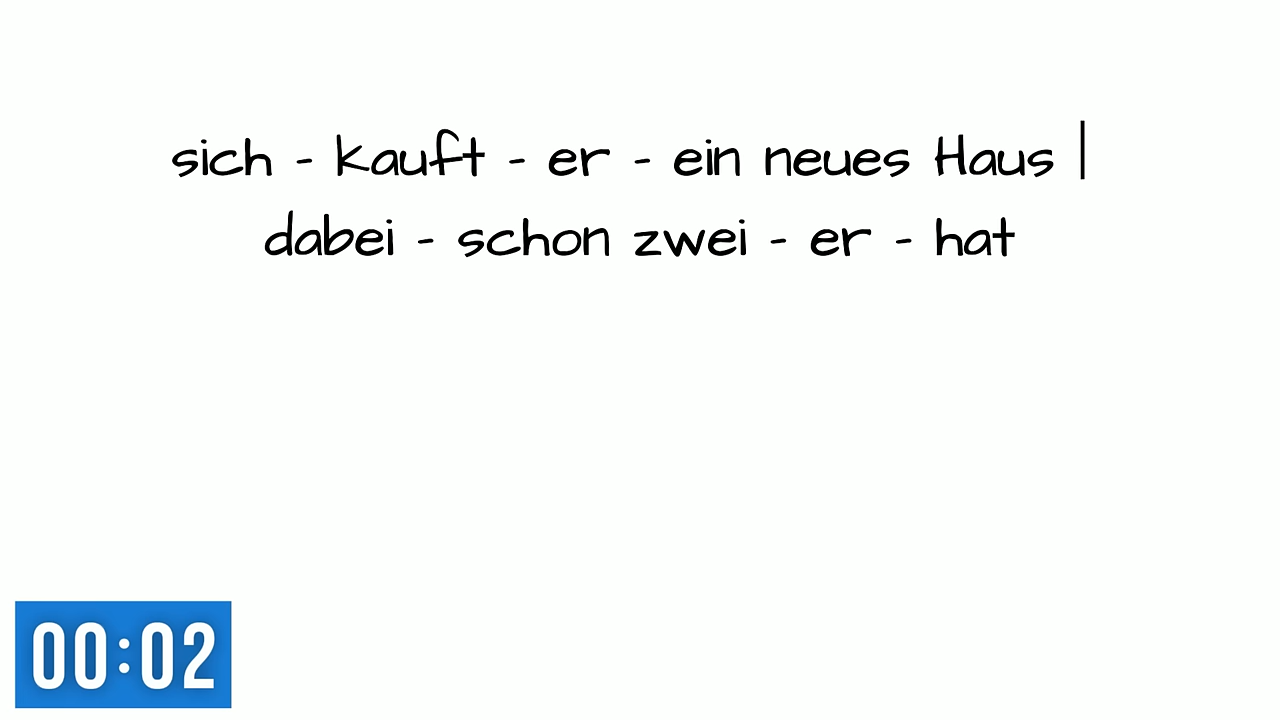 sich - kauft - er - ein neues Haus |
dabei - schon zwei - er - hat
00:02